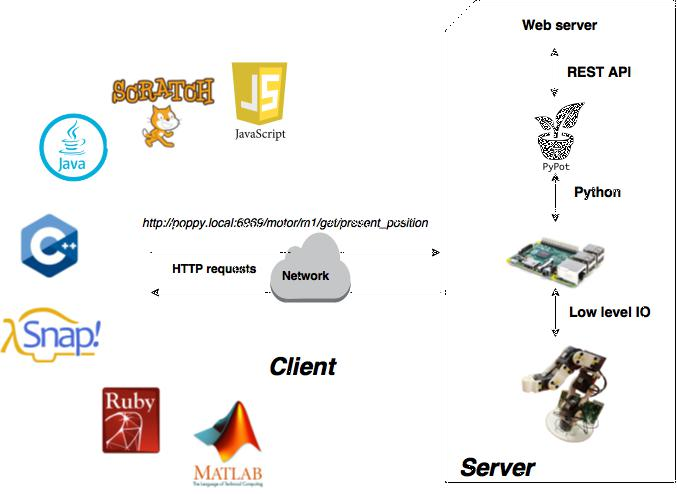 Web server
REST API
SCRATCH
JS
JavaScript
Java
PyPot
Python
http://poppy.local:6969/motor/m1/get/present_position
C++
HTTP requests
Network
Low level IO
λSnap!
Client
Ruby
MATLAB
The Language of Technical Computing
Server